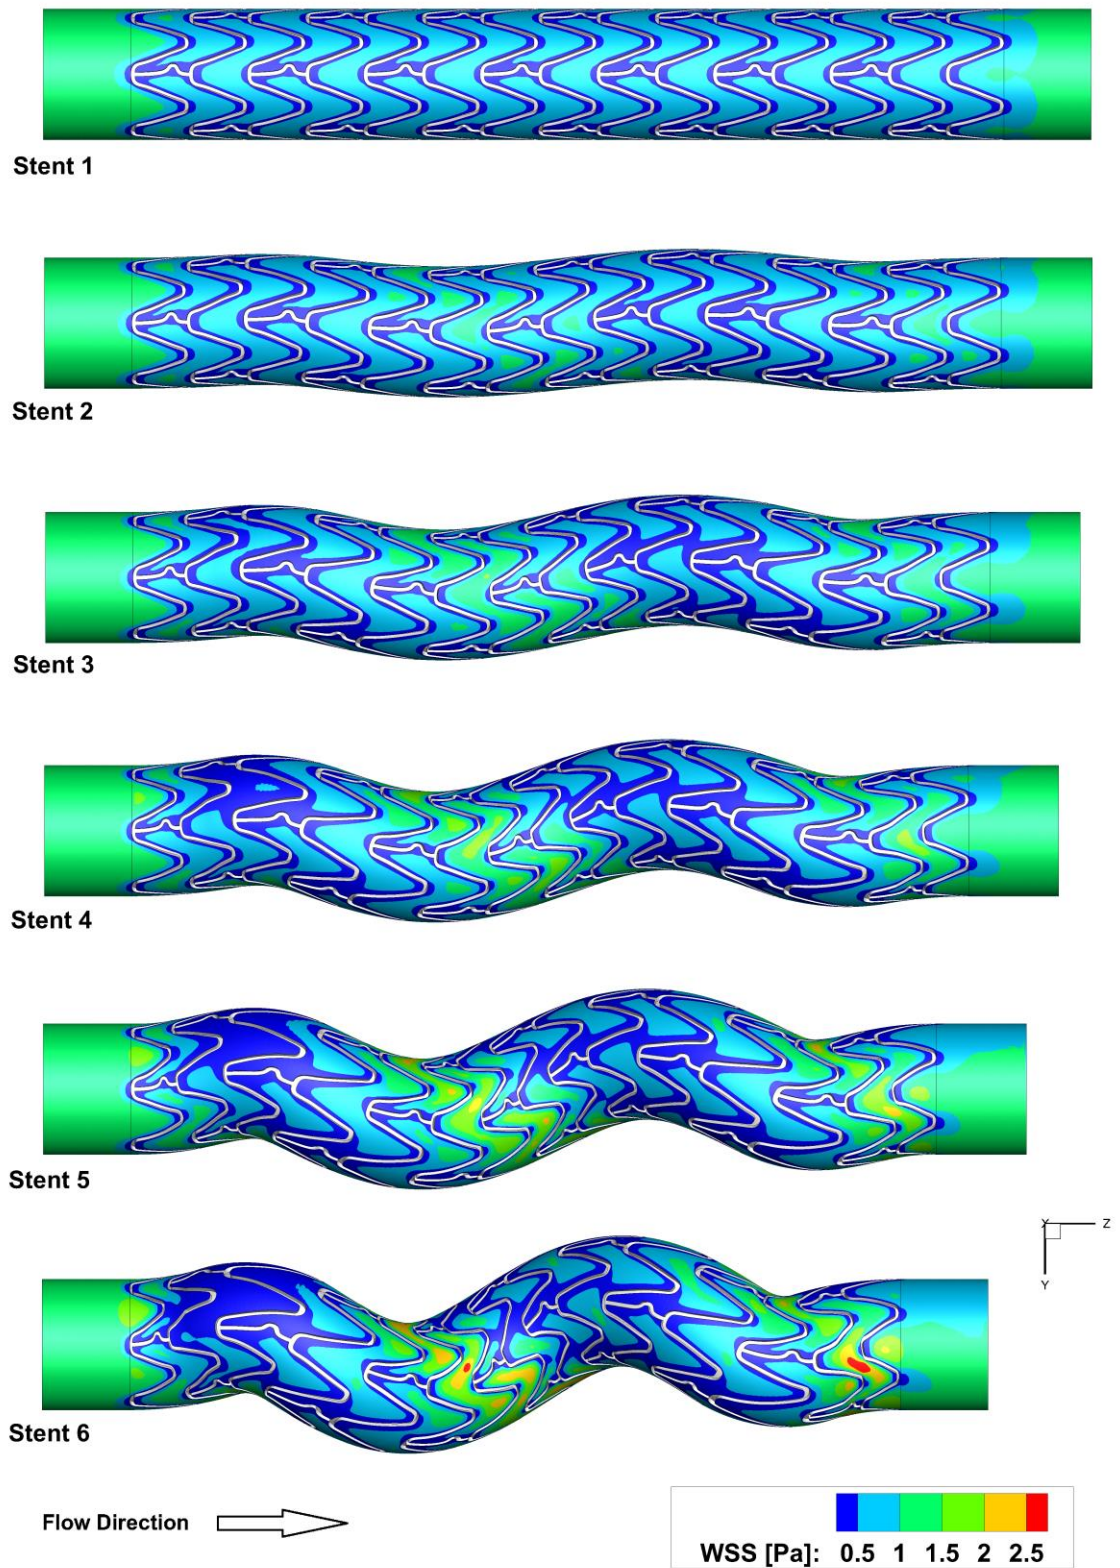 Stent 1
Stent 2
Stent 3
Stent 4
Stent 5
X Z
Y
Stent 6
Flow Direction
WSS [Pa]: 0.5 1 1.5 2 2.5